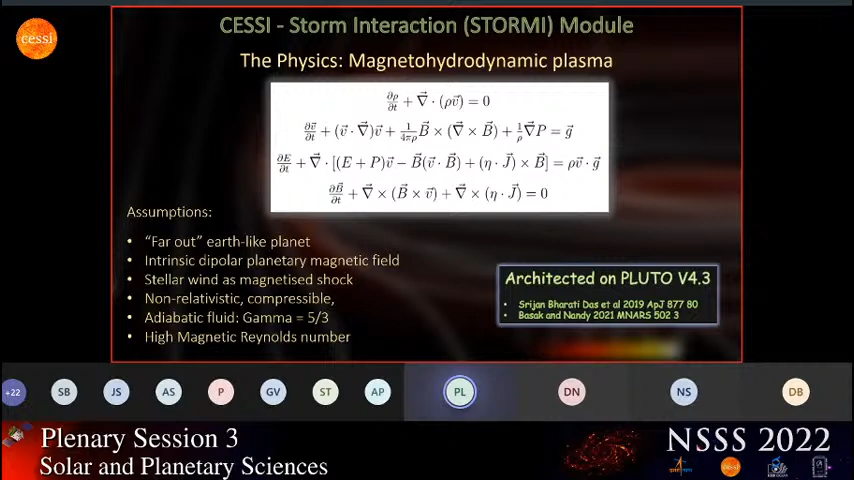 cessi
CESSI - Storm Interaction (STORMI) Module
The Physics: Magnetohydrodynamic plasma
∂ρ/∂t + ∇⃗ · (ρv⃗) = 0
∂v⃗/∂t + (v⃗ · ∇⃗)v⃗ + 1/4πρ B⃗ × (∇⃗ × B⃗) + 1/ρ ∇⃗P = g⃗
∂E/∂t + ∇⃗ · [(E + P)v⃗ − B⃗(v⃗ · B⃗) + (η · J⃗) × B⃗] = ρv⃗ · g⃗
∂B⃗/∂t + ∇⃗ × (B⃗ × v⃗) + ∇⃗ × (η · J⃗) = 0
Assumptions:
• “Far out” earth-like planet
• Intrinsic dipolar planetary magnetic field
• Stellar wind as magnetised shock
• Non-relativistic, compressible,
• Adiabatic fluid: Gamma = 5/3
• High Magnetic Reynolds number
Architected on PLUTO V4.3
• Srijan Bharati Das et al 2019 ApJ 877 80
• Basak and Nandy 2021 MNARS 502 3
+22 SB JS AS P GV ST AP PL DN NS DB
Plenary Session 3
Solar and Planetary Sciences
NSSS 2022
cessi